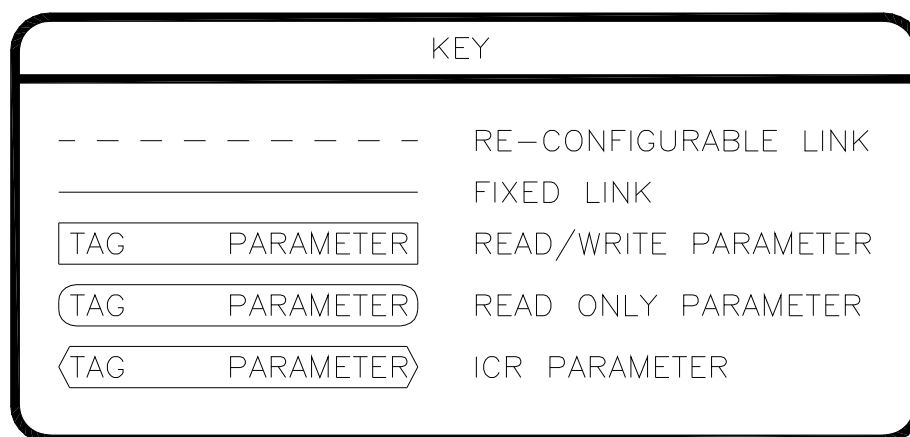 KEY
RE-CONFIGURABLE LINK
FIXED LINK
TAG PARAMETER READ/WRITE PARAMETER
TAG PARAMETER READ ONLY PARAMETER
TAG PARAMETER ICR PARAMETER